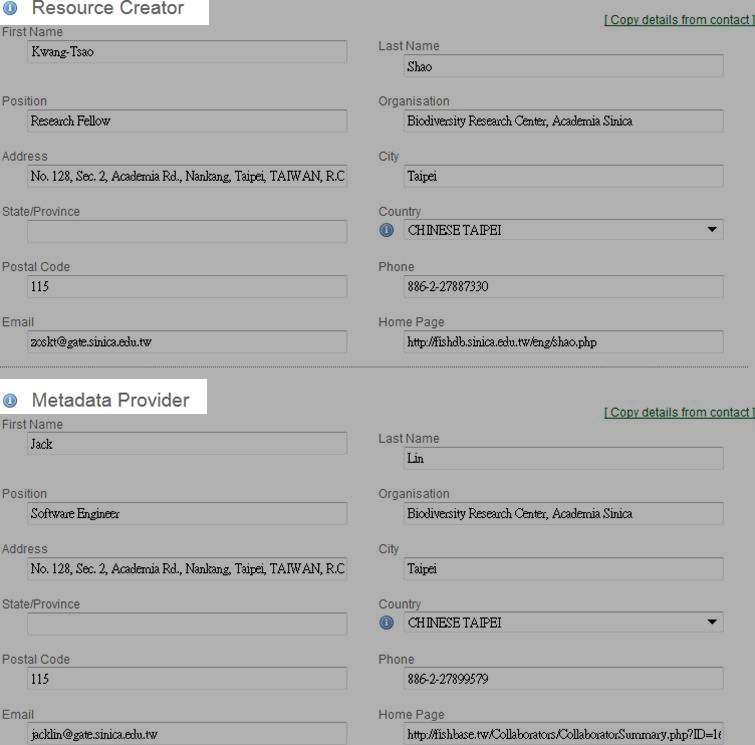 Resource Creator
[ Copy details from contact ]
First Name
Last Name
Kwang-Tsao
Shao
Position
Organisation
Research Fellow
Biodiversity Research Center, Academia Sinica
Address
City
No. 128, Sec. 2, Academia Rd., Nankang, Taipei, TAIWAN, R.C
Taipei
State/Province
Country
CHINESE TAIPEI
Postal Code
Phone
115
886-2-27887330
Email
Home Page
zoskt@gate.sinica.edu.tw
http://fishdb.sinica.edu.tw/eng/shao.php
Metadata Provider
[ Copy details from contact ]
First Name
Last Name
Jack
Lin
Position
Organisation
Software Engineer
Biodiversity Research Center, Academia Sinica
Address
City
No. 128, Sec. 2, Academia Rd., Nankang, Taipei, TAIWAN, R.C
Taipei
State/Province
Country
CHINESE TAIPEI
Postal Code
Phone
115
886-2-27899579
Email
Home Page
jacklin@gate.sinica.edu.tw
http://fishbase.tw/Collaborators/CollaboratorSummary.php?ID=16